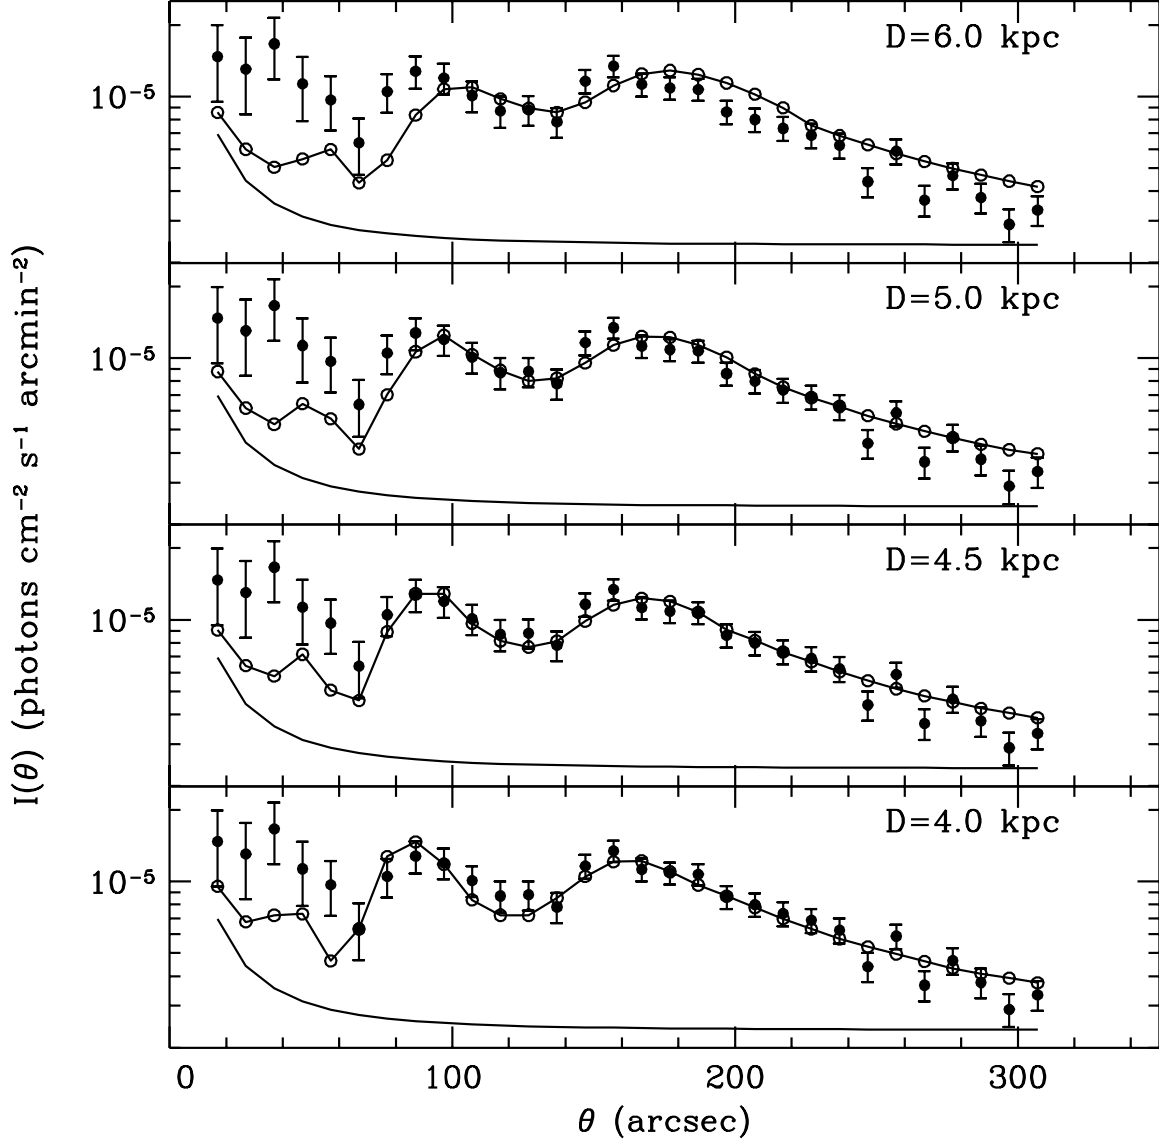 D=6.0 kpc
10⁻⁵
D=5.0 kpc
10⁻⁵
D=4.5 kpc
10⁻⁵
D=4.0 kpc
10⁻⁵
I(θ) (photons cm⁻² s⁻¹ arcmin⁻²)
0 100 200 300
θ (arcsec)